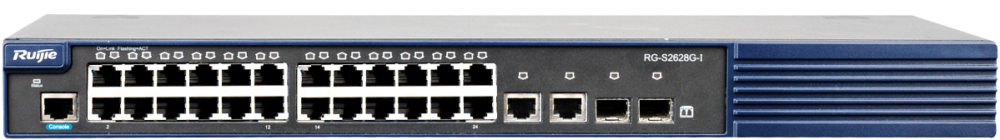 Ruijie
On=Link Flashing=ACT
RG-S2628G-I
Status
Console
2
12
14
24